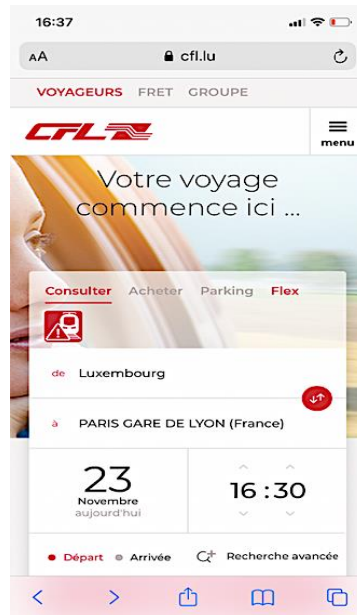 16:37
AA cfl.lu
VOYAGEURS FRET GROUPE
CFL
menu
Votre voyage
commence ici ...
Consulter Acheter Parking Flex
de Luxembourg
à PARIS GARE DE LYON (France)
23
Novembre
aujourd'hui
16 : 30
Départ Arrivée Recherche avancée